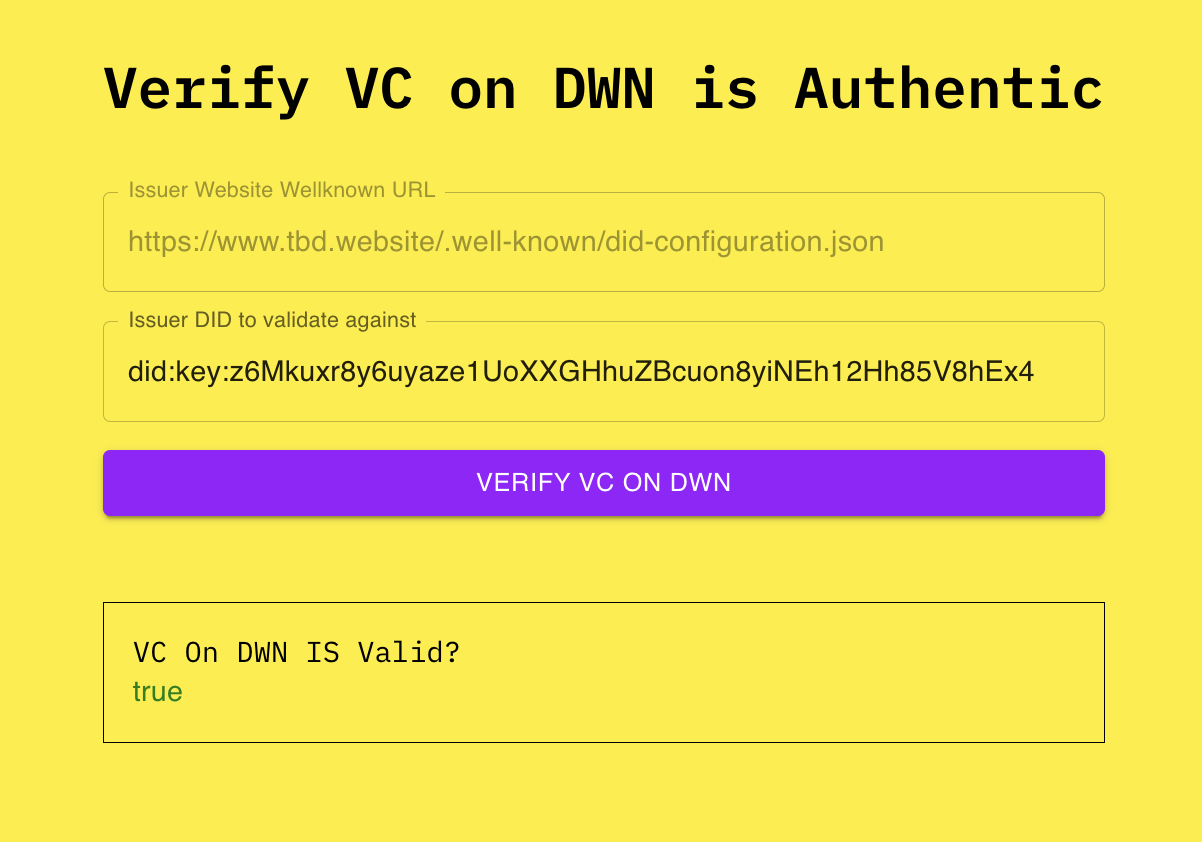 Verify VC on DWN is Authentic
Issuer Website Wellknown URL
https://www.tbd.website/.well-known/did-configuration.json
Issuer DID to validate against
did:key:z6Mkuxr8y6uyaze1UoXXGHhuZBcuon8yiNEh12Hh85V8hEx4
VERIFY VC ON DWN
VC On DWN IS Valid?
true